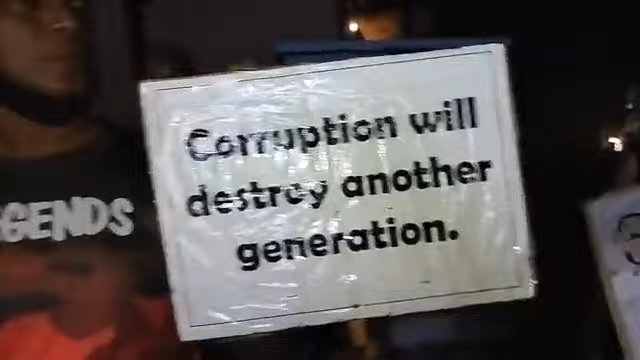 Corruption will
destroy another
generation.
GENDS